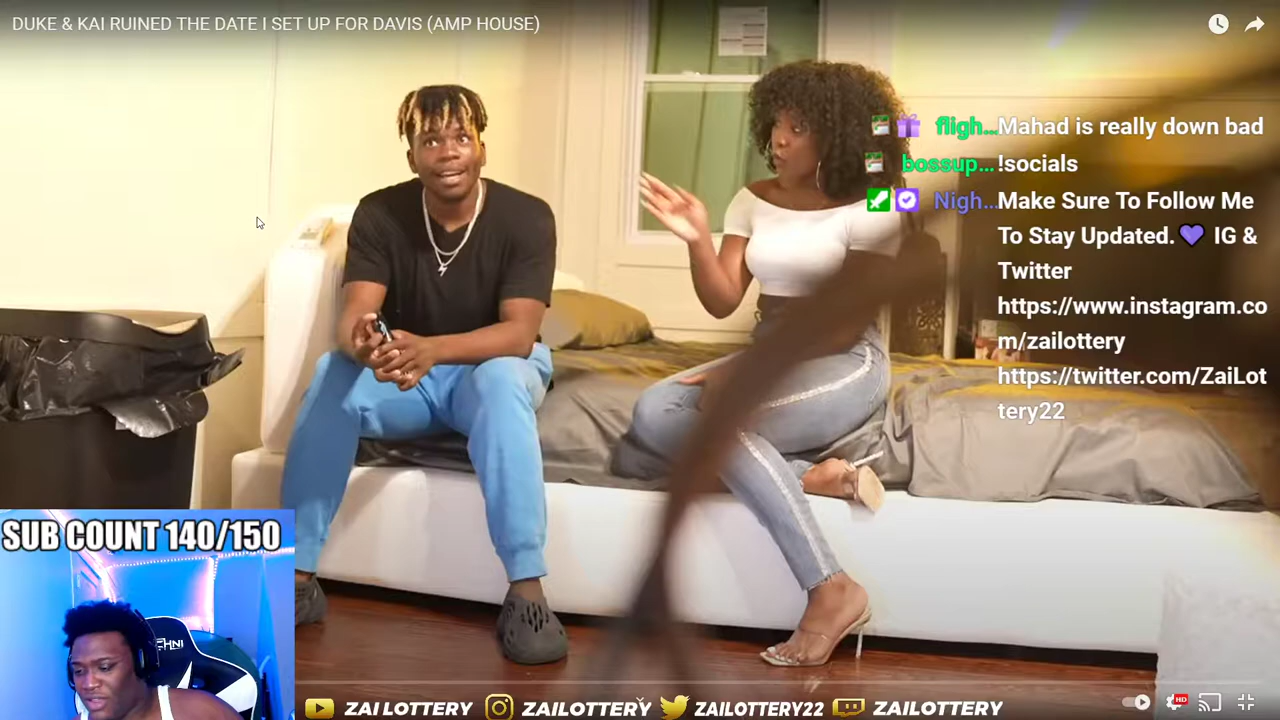 DUKE & KAI RUINED THE DATE I SET UP FOR DAVIS (AMP HOUSE)
fligh... Mahad is really down bad
bossup... !socials
Nigh... Make Sure To Follow Me
To Stay Updated. 💜 IG &
Twitter
https://www.instagram.co
m/zailottery
https://twitter.com/ZaiLot
tery22
SUB COUNT 140/150
ZAI LOTTERY ZAILOTTERY ZAILOTTERY22 ZAILOTTERY
HD